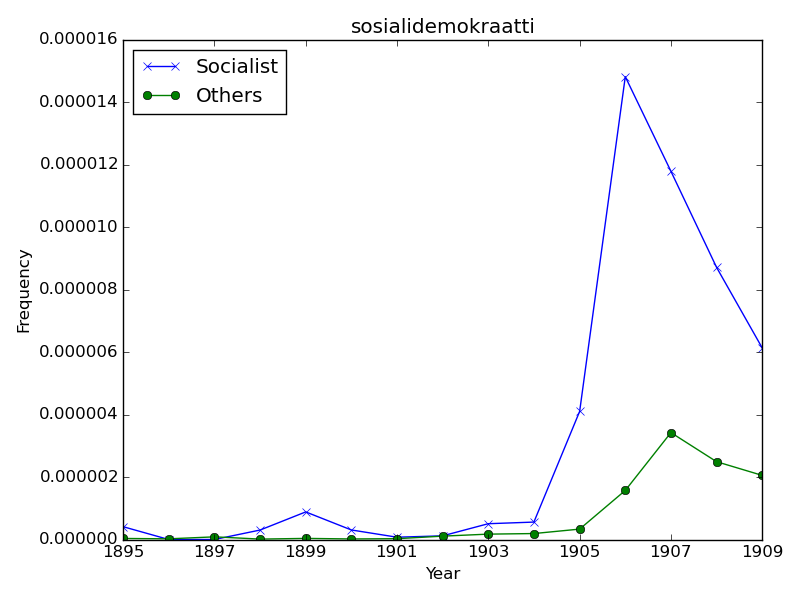 sosialidemokraatti
Socialist
Others
0.000016
0.000014
0.000012
0.000010
0.000008
0.000006
0.000004
0.000002
0.000000
Frequency
1895 1897 1899 1901 1903 1905 1907 1909
Year